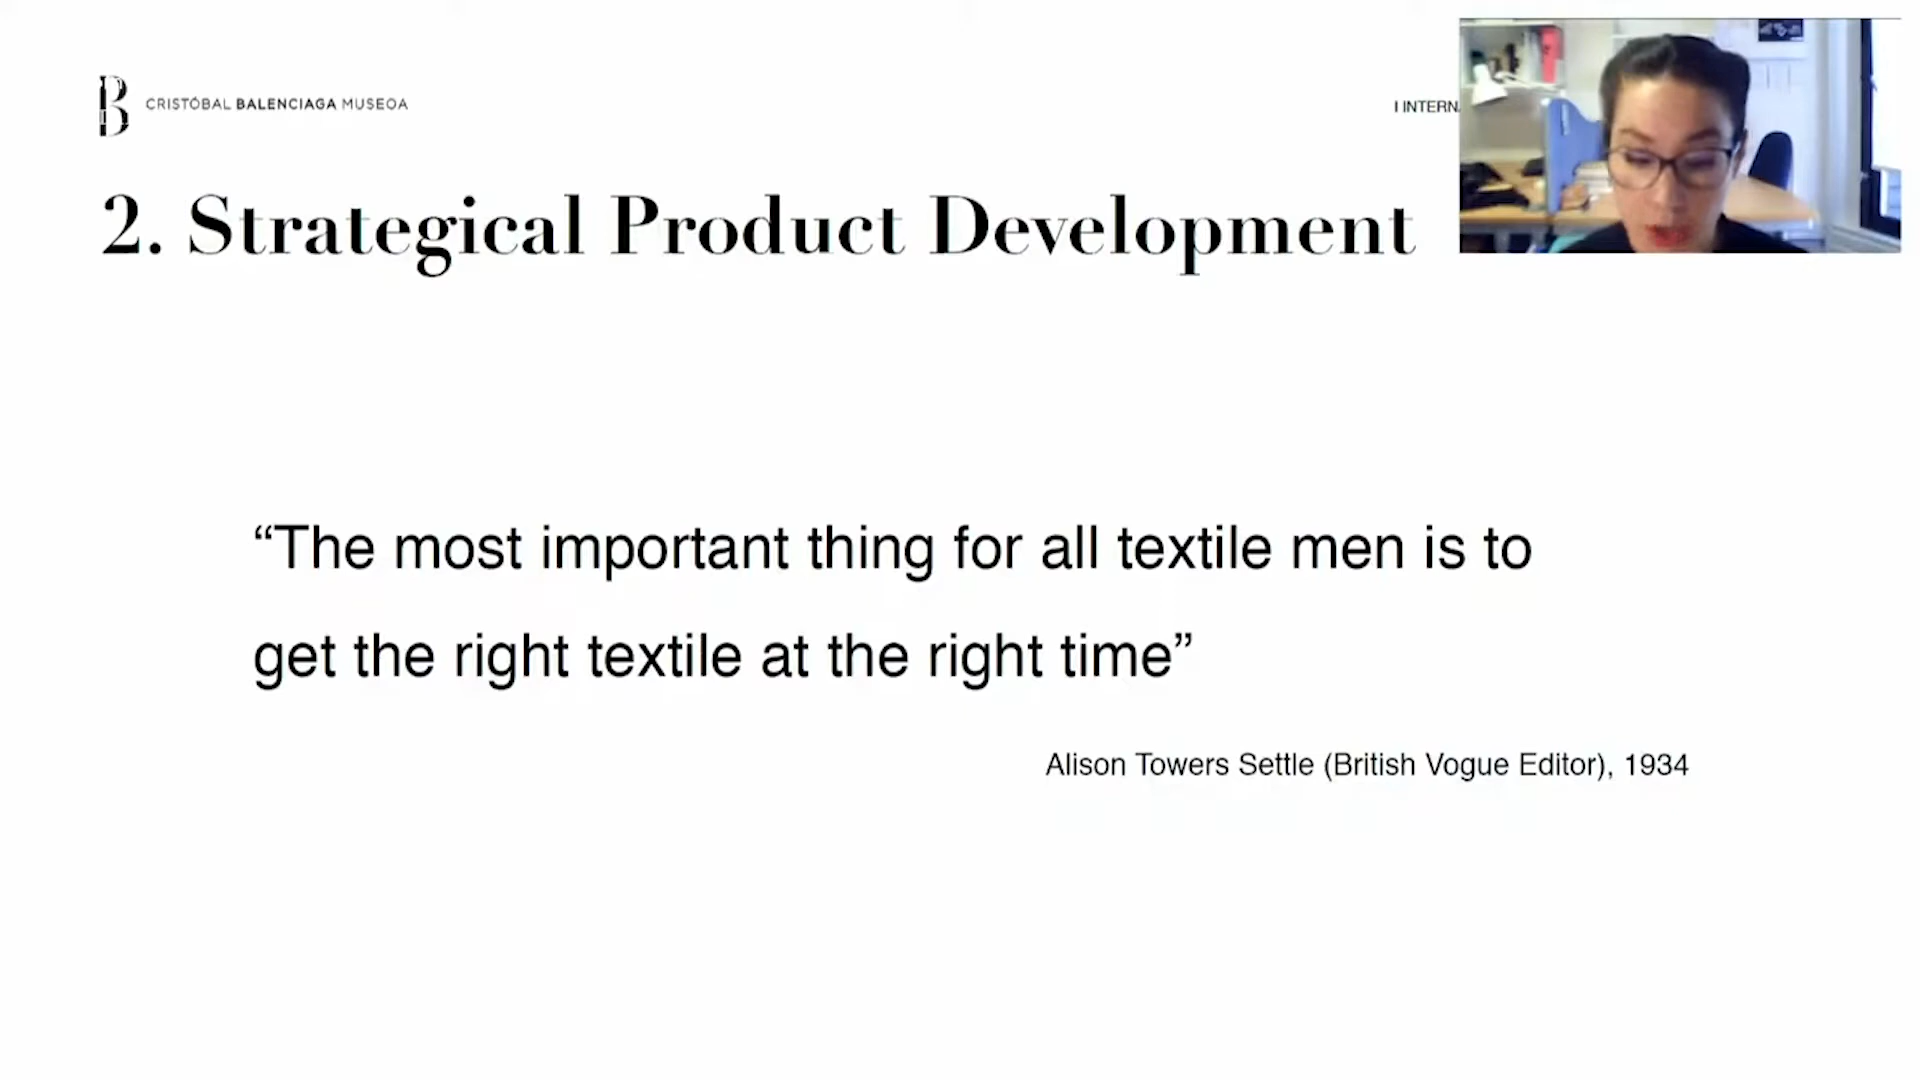 CRISTÓBAL BALENCIAGA MUSEOA
I INTERN
2. Strategical Product Development
“The most important thing for all textile men is to
get the right textile at the right time”
Alison Towers Settle (British Vogue Editor), 1934